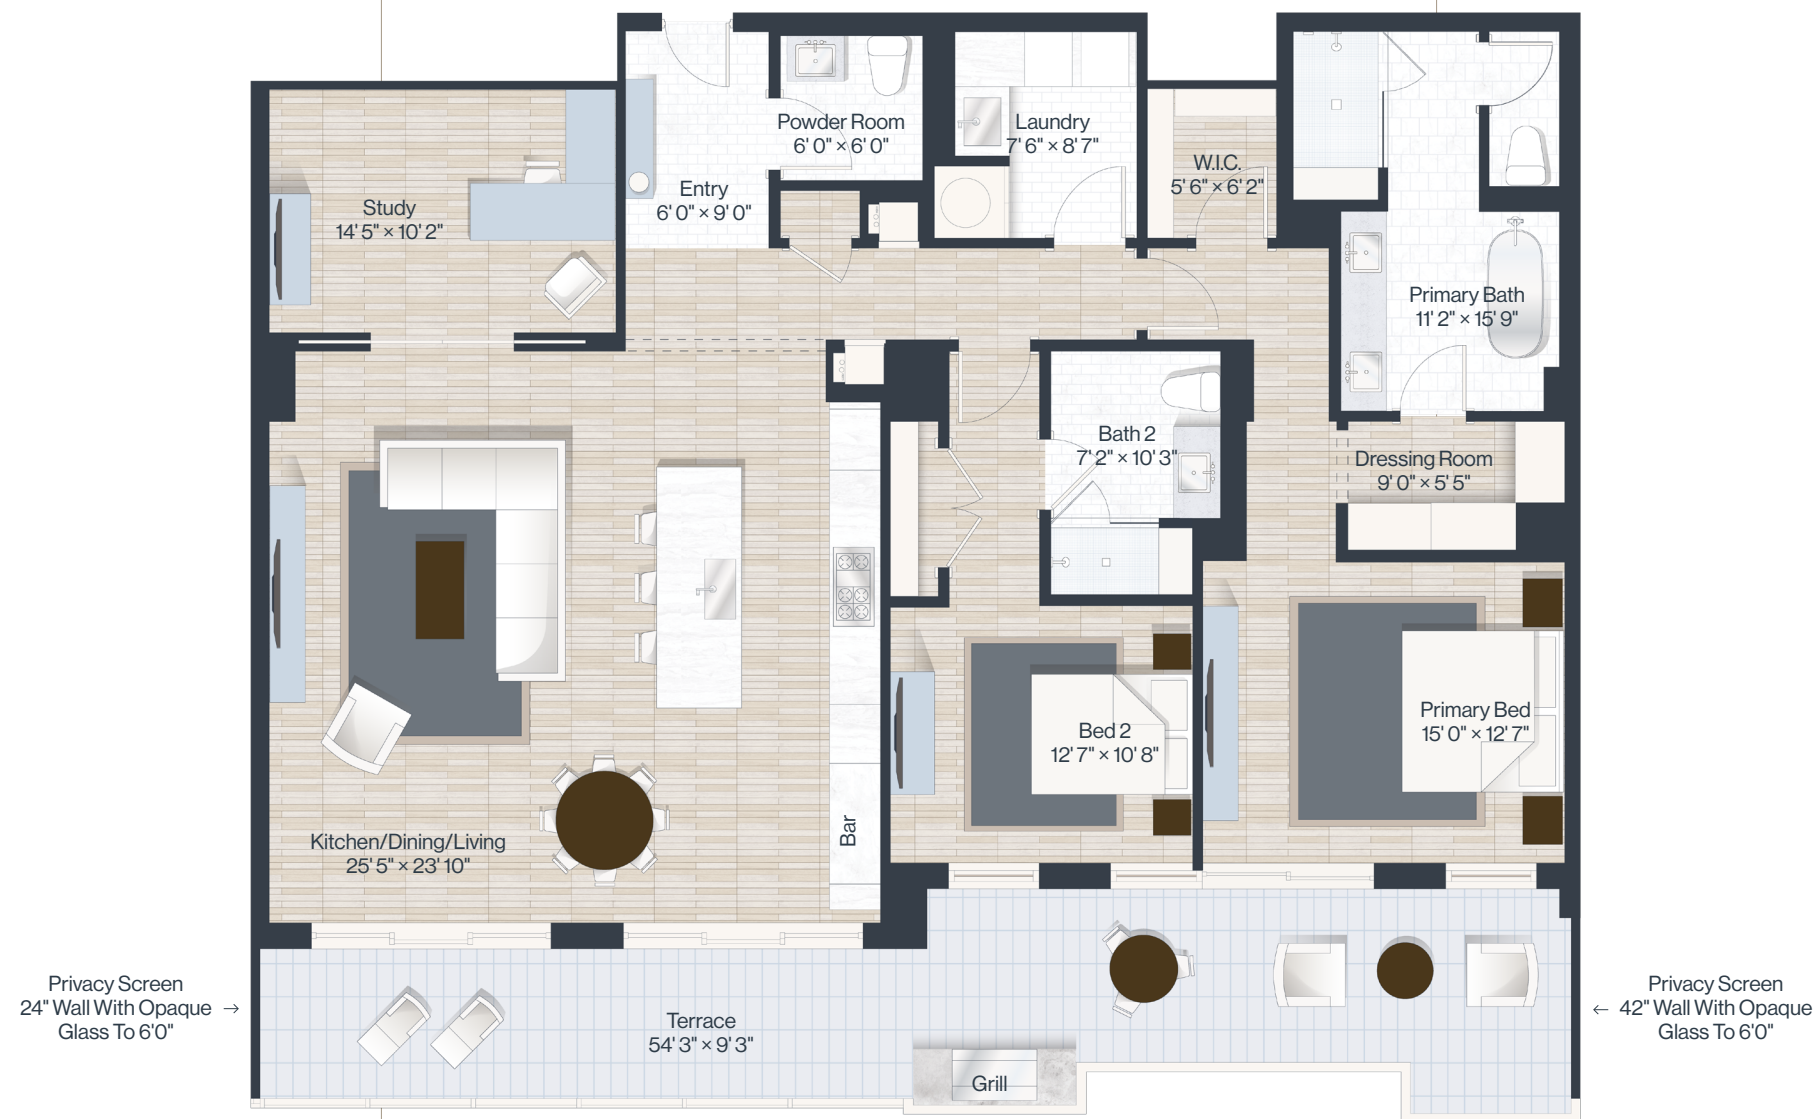 Powder Room
6' 0" × 6' 0"
Laundry
7' 6" × 8' 7"
W.I.C.
5' 6" × 6' 2"
Entry
6' 0" × 9' 0"
Study
14' 5" × 10' 2"
Primary Bath
11' 2" × 15' 9"
Bath 2
7' 2" × 10' 3"
Dressing Room
9' 0" × 5' 5"
Primary Bed
15' 0" × 12' 7"
Bed 2
12' 7" × 10' 8"
Kitchen/Dining/Living
25' 5" × 23' 10"
Bar
Privacy Screen
24" Wall With Opaque →
Glass To 6'0"
Terrace
54' 3" × 9' 3"
Grill
Privacy Screen
← 42" Wall With Opaque
Glass To 6'0"